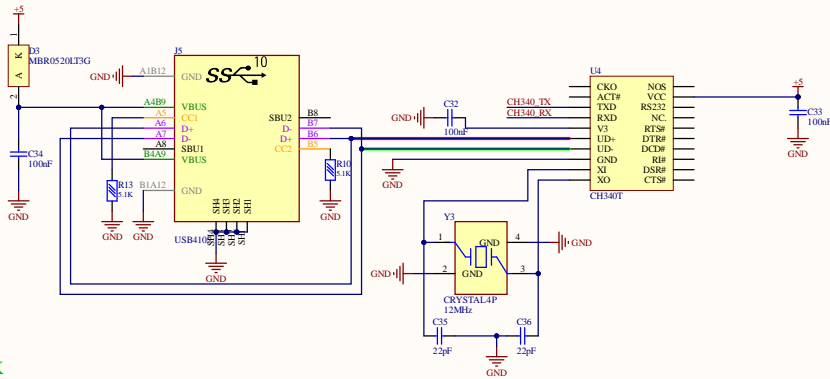 +5
1
K
A
2
D3
MBR0520LT3G
C34
100nF
GND
GND
A1B12
A4B9
A5
A6
A7
A8
B4A9
B1A12
R13
5.1K
GND
GND
J5
SS 10
GND
VBUS
CC1
D+
D-
SBU1
VBUS
GND
SBU2
D-
D+
CC2
SH4
SH3
SH2
SH1
B8
B7
B6
B5
R10
5.1K
GND
GND
GND
C32
100nF
CH340_TX
CH340_RX
GND
U4
CKO
ACT#
TXD
RXD
V3
UD+
UD-
GND
XI
XO
NOS
VCC
RS232
NC.
RTS#
DTR#
DCD#
RI#
DSR#
CTS#
CH340T
+5
C33
100nF
GND
Y3
1
2
GND
GND
4
3
GND
GND
CRYSTAL4P
12MHz
C35
22pF
C36
22pF
GND